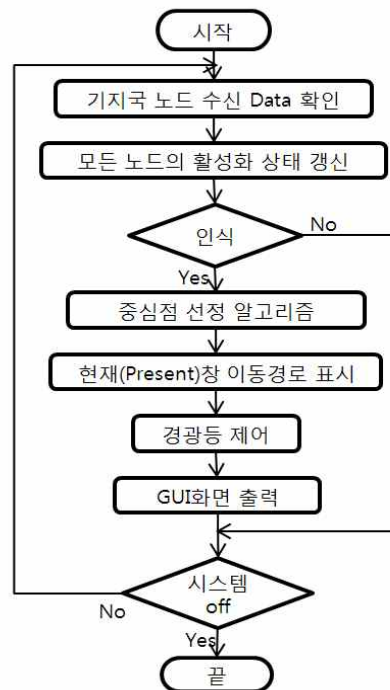 시작
기지국 노드 수신 Data 확인
모든 노드의 활성화 상태 갱신
인식
No
Yes
중심점 선정 알고리즘
현재(Present)창 이동경로 표시
경광등 제어
GUI화면 출력
시스템
off
No
Yes
끝